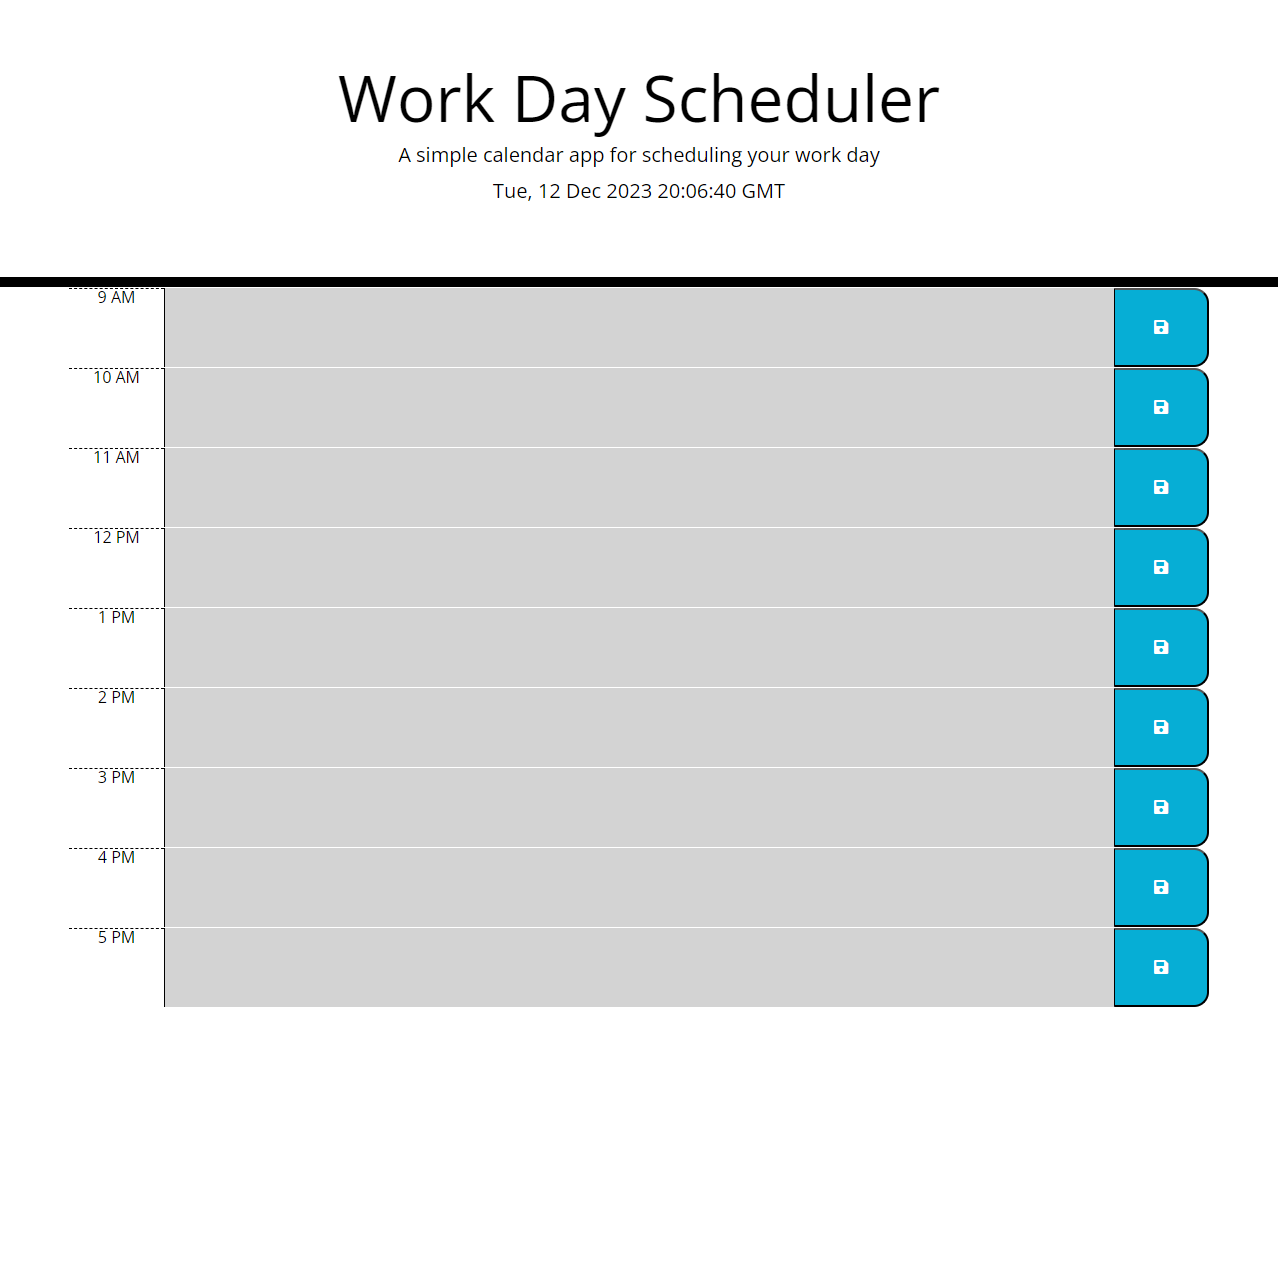 Work Day Scheduler
A simple calendar app for scheduling your work day
Tue, 12 Dec 2023 20:06:40 GMT
9 AM
10 AM
11 AM
12 PM
1 PM
2 PM
3 PM
4 PM
5 PM